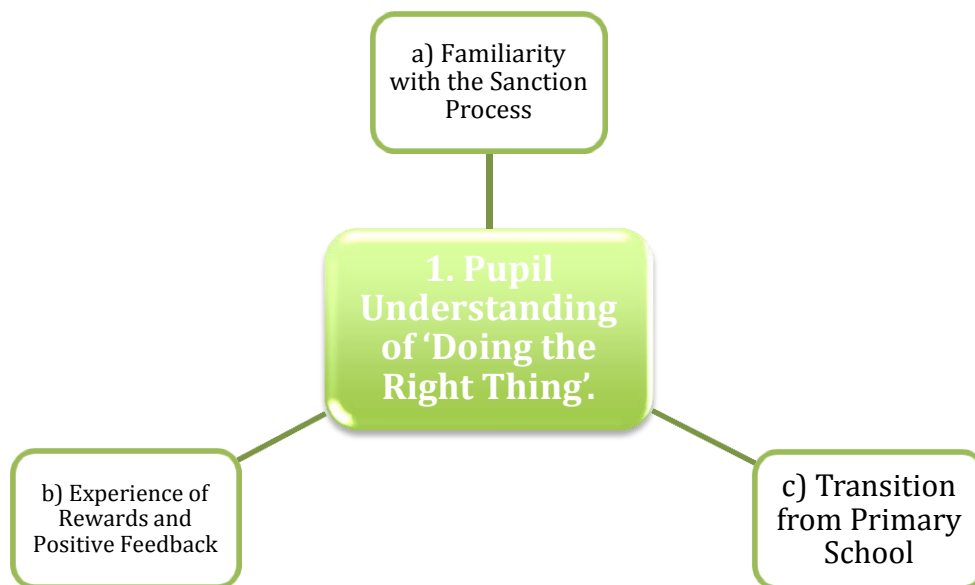 a) Familiarity
with the Sanction
Process
1. Pupil
Understanding
of ‘Doing the
Right Thing’.
b) Experience of
Rewards and
Positive Feedback
c) Transition
from Primary
School